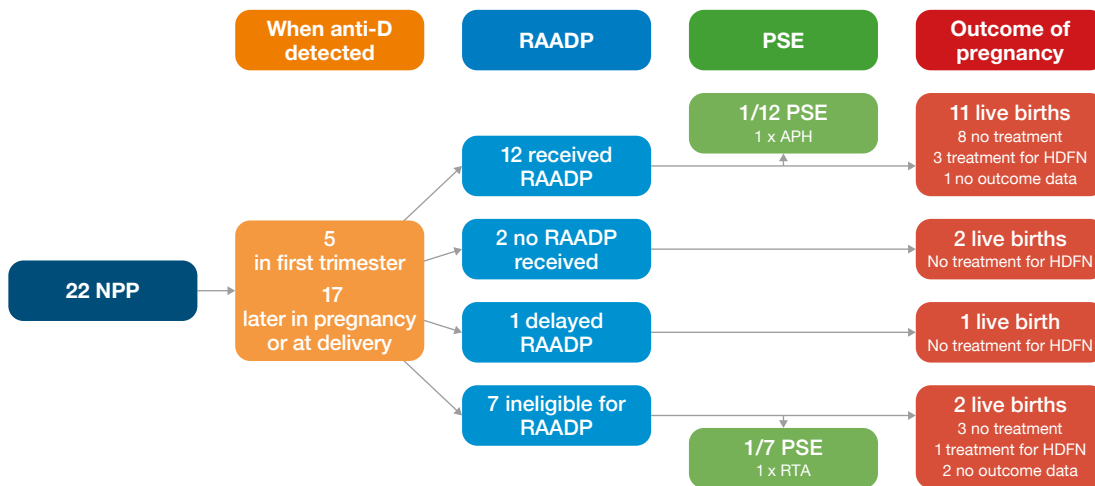 When anti-D
detected
RAADP
PSE
Outcome of
pregnancy
22 NPP
5
in first trimester
17
later in pregnancy
or at delivery
12 received
RAADP
1/12 PSE
1 x APH
11 live births
8 no treatment
3 treatment for HDFN
1 no outcome data
2 no RAADP
received
2 live births
No treatment for HDFN
1 delayed
RAADP
1 live birth
No treatment for HDFN
7 ineligible for
RAADP
1/7 PSE
1 x RTA
2 live births
3 no treatment
1 treatment for HDFN
2 no outcome data